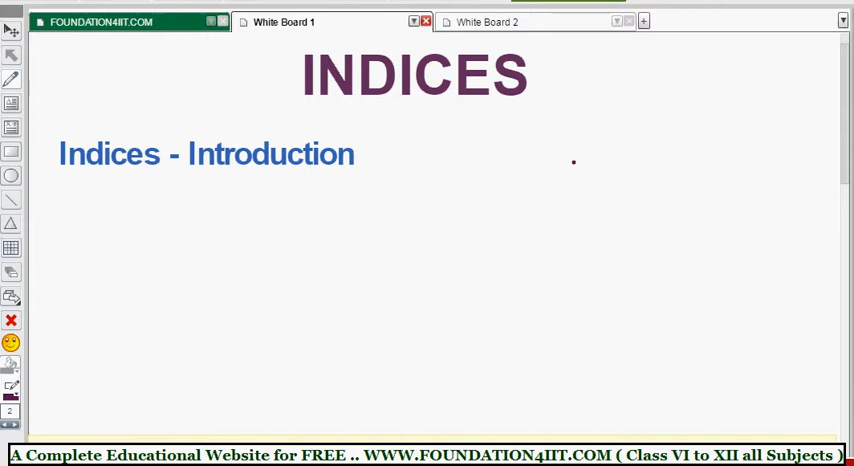 FOUNDATION4IIT.COM
White Board 1
White Board 2
INDICES
Indices - Introduction
2
A Complete Educational Website for FREE .. WWW.FOUNDATION4IIT.COM ( Class VI to XII all Subjects )